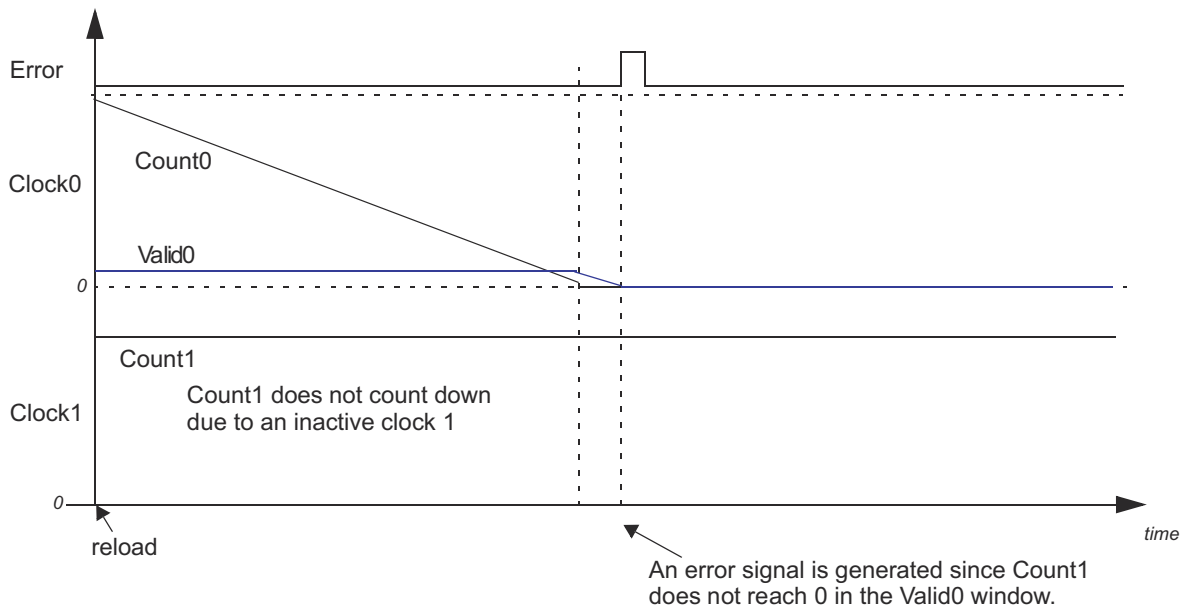 Error
Count0
Clock0
Valid0
0
Count1
Count1 does not count down
due to an inactive clock 1
Clock1
0
time
reload
An error signal is generated since Count1
does not reach 0 in the Valid0 window.